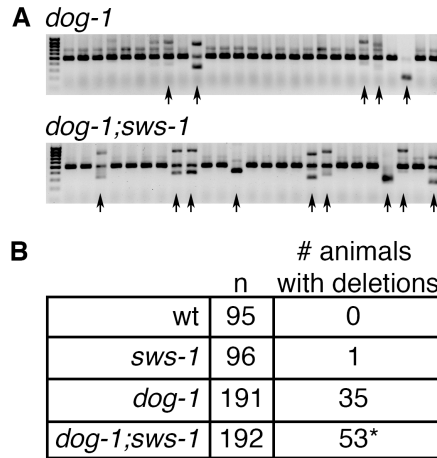 A dog-1
dog-1;sws-1
B # animals
n with deletions
wt 95 0
sws-1 96 1
dog-1 191 35
dog-1;sws-1 192 53*